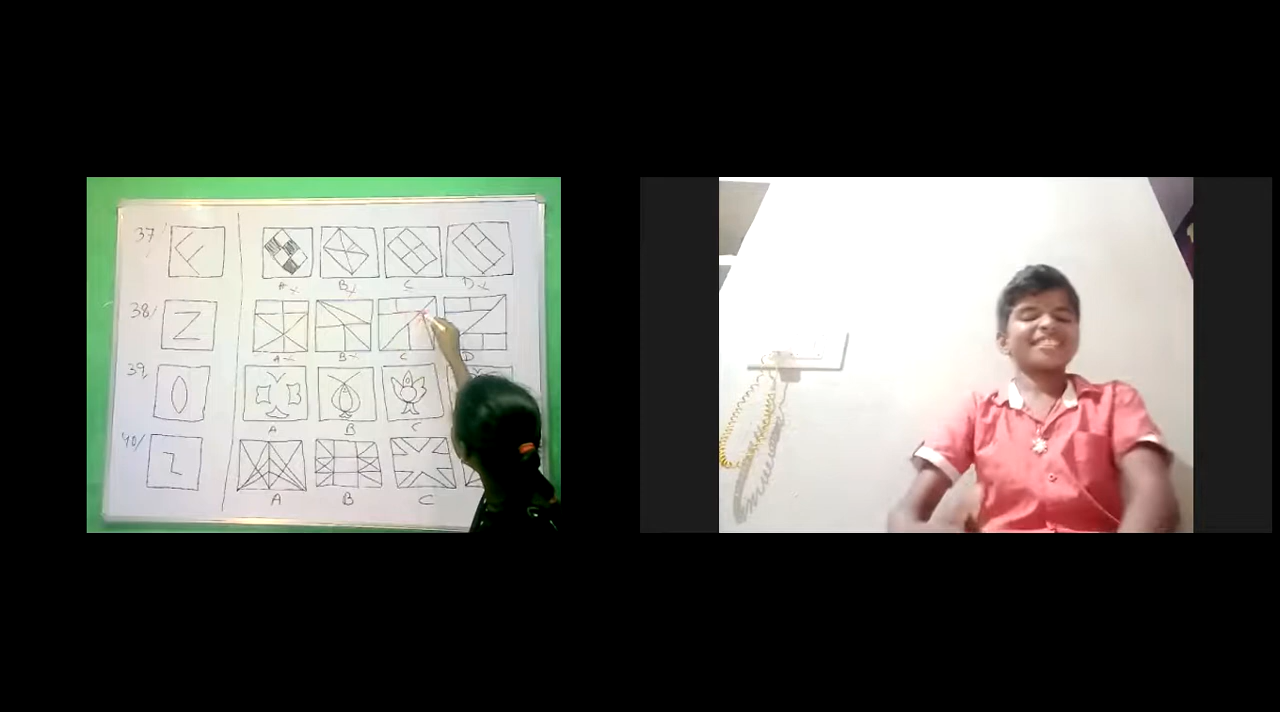 37/
A x B x C D x
38/
A x B x C D
39,
A B C
40/
A B C